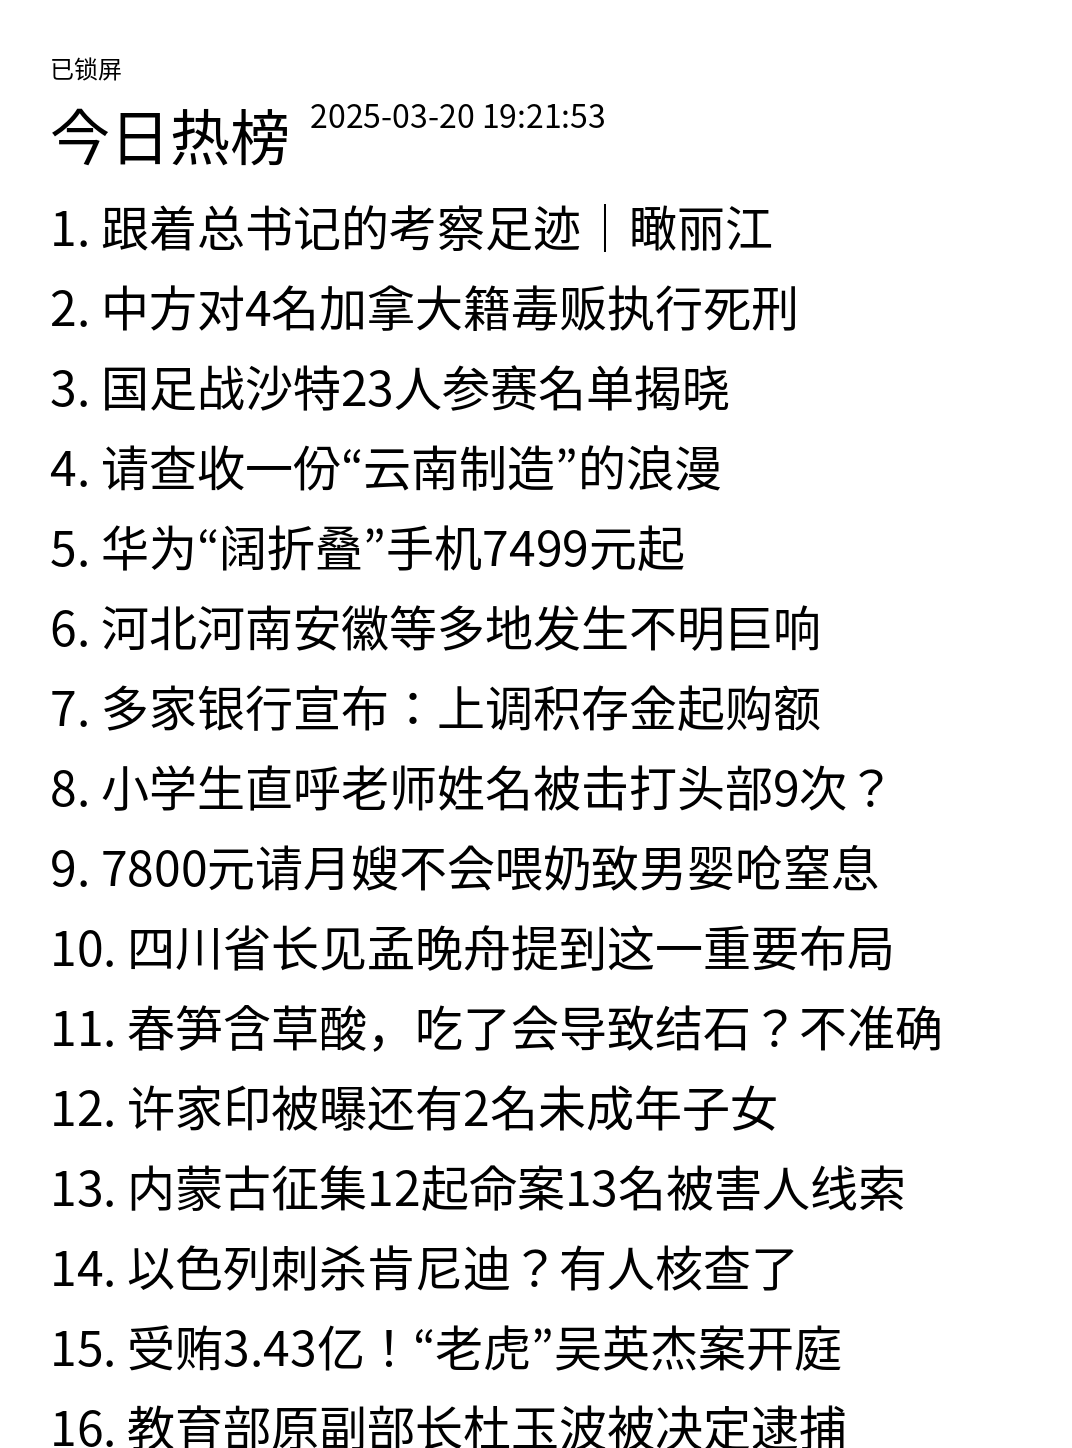 已锁屏
今日热榜 2025-03-20 19:21:53
1. 跟着总书记的考察足迹｜瞰丽江
2. 中方对4名加拿大籍毒贩执行死刑
3. 国足战沙特23人参赛名单揭晓
4. 请查收一份“云南制造”的浪漫
5. 华为“阔折叠”手机7499元起
6. 河北河南安徽等多地发生不明巨响
7. 多家银行宣布：上调积存金起购额
8. 小学生直呼老师姓名被击打头部9次？
9. 7800元请月嫂不会喂奶致男婴呛窒息
10. 四川省长见孟晚舟提到这一重要布局
11. 春笋含草酸，吃了会导致结石？不准确
12. 许家印被曝还有2名未成年子女
13. 内蒙古征集12起命案13名被害人线索
14. 以色列刺杀肯尼迪？有人核查了
15. 受贿3.43亿！“老虎”吴英杰案开庭
16. 教育部原副部长杜玉波被决定逮捕